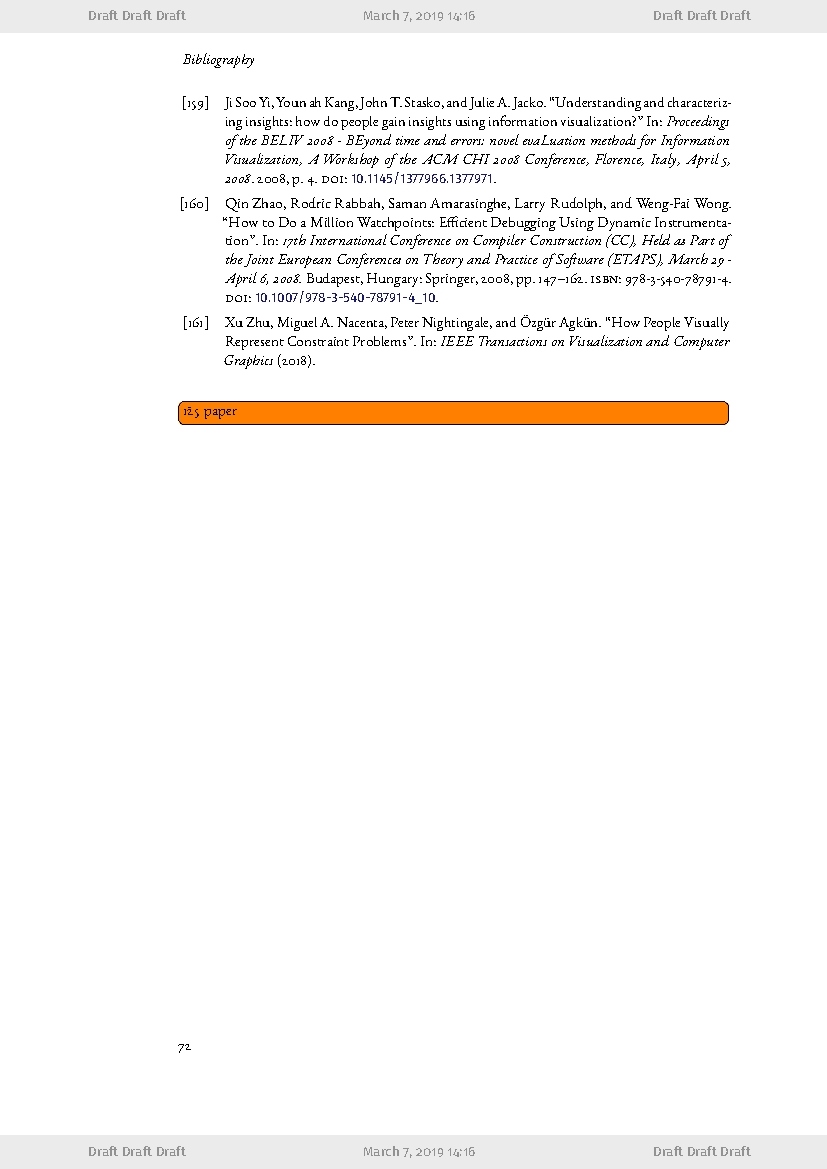 Draft Draft Draft March 7, 2019 14:16 Draft Draft Draft
Bibliography
[159] Ji Soo Yi, Youn ah Kang, John T. Stasko, and Julie A. Jacko. “Understanding and characteriz-
ing insights: how do people gain insights using information visualization?” In: Proceedings
of the BELIV 2008 - BEyond time and errors: novel evaLuation methods for Information
Visualization, A Workshop of the ACM CHI 2008 Conference, Florence, Italy, April 5,
2008. 2008, p. 4. DOI: 10.1145/1377966.1377971.
[160] Qin Zhao, Rodric Rabbah, Saman Amarasinghe, Larry Rudolph, and Weng-Fai Wong.
“How to Do a Million Watchpoints: Efficient Debugging Using Dynamic Instrumenta-
tion”. In: 17th International Conference on Compiler Construction (CC), Held as Part of
the Joint European Conferences on Theory and Practice of Software (ETAPS), March 29 -
April 6, 2008. Budapest, Hungary: Springer, 2008, pp. 147–162. ISBN: 978-3-540-78791-4.
DOI: 10.1007/978-3-540-78791-4_10.
[161] Xu Zhu, Miguel A. Nacenta, Peter Nightingale, and Özgür Agkün. “How People Visually
Represent Constraint Problems”. In: IEEE Transactions on Visualization and Computer
Graphics (2018).
paper
72
Draft Draft Draft March 7, 2019 14:16 Draft Draft Draft